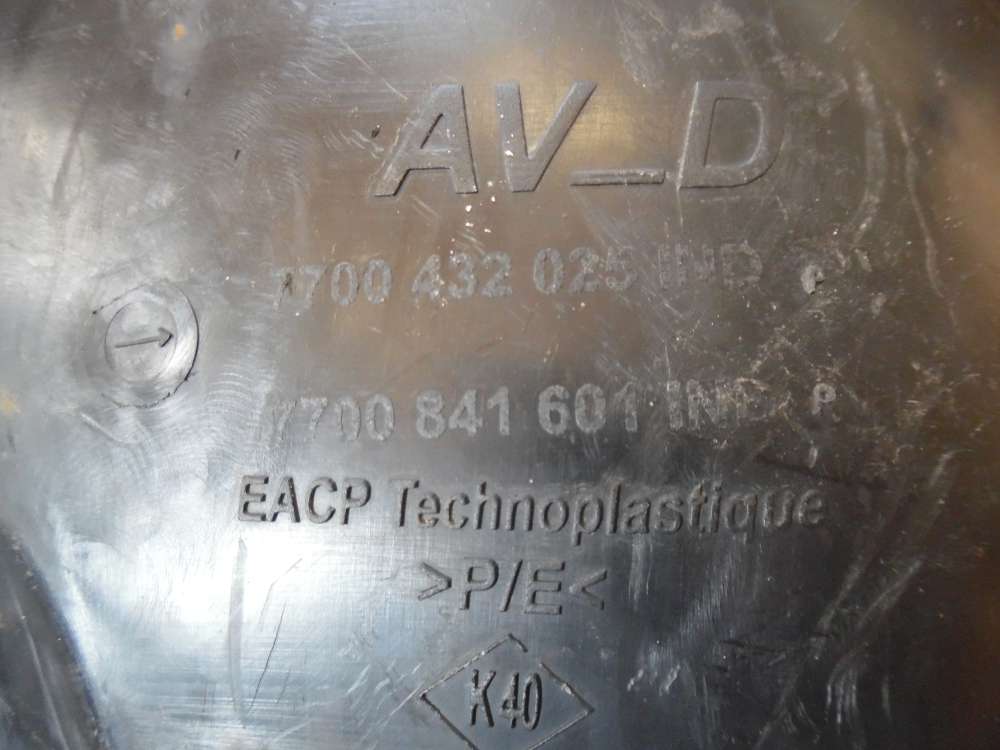 AV_D
7700 432 025 IND
7700 841 601 IND P
EACP Technoplastique
>P/E<
K40